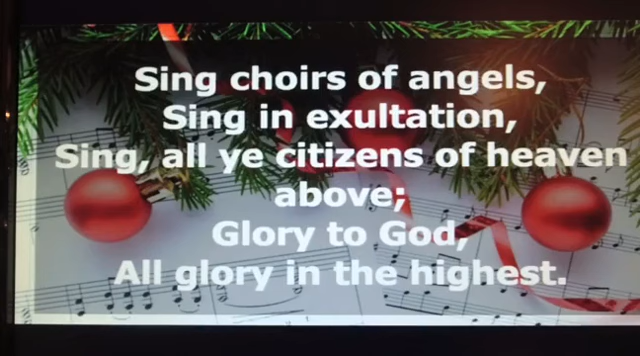 Sing choirs of angels,
Sing in exultation,
Sing, all ye citizens of heaven
above;
Glory to God,
All glory in the highest.